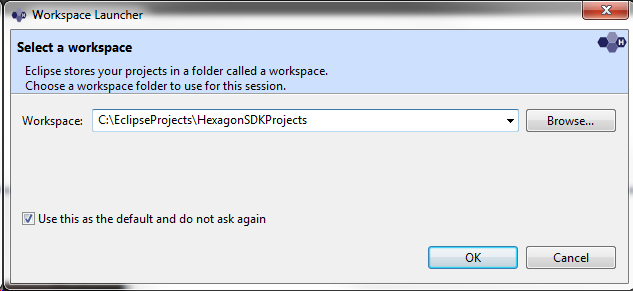 Workspace Launcher
Select a workspace
Eclipse stores your projects in a folder called a workspace.
Choose a workspace folder to use for this session.
Workspace: C:\EclipseProjects\HexagonSDKProjects Browse...
Use this as the default and do not ask again
OK Cancel